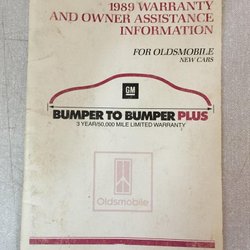 1989 WARRANTY
AND OWNER ASSISTANCE
INFORMATION
FOR OLDSMOBILE
NEW CARS
GM
BUMPER TO BUMPER PLUS
3 YEAR/50,000 MILE LIMITED WARRANTY
Oldsmobile